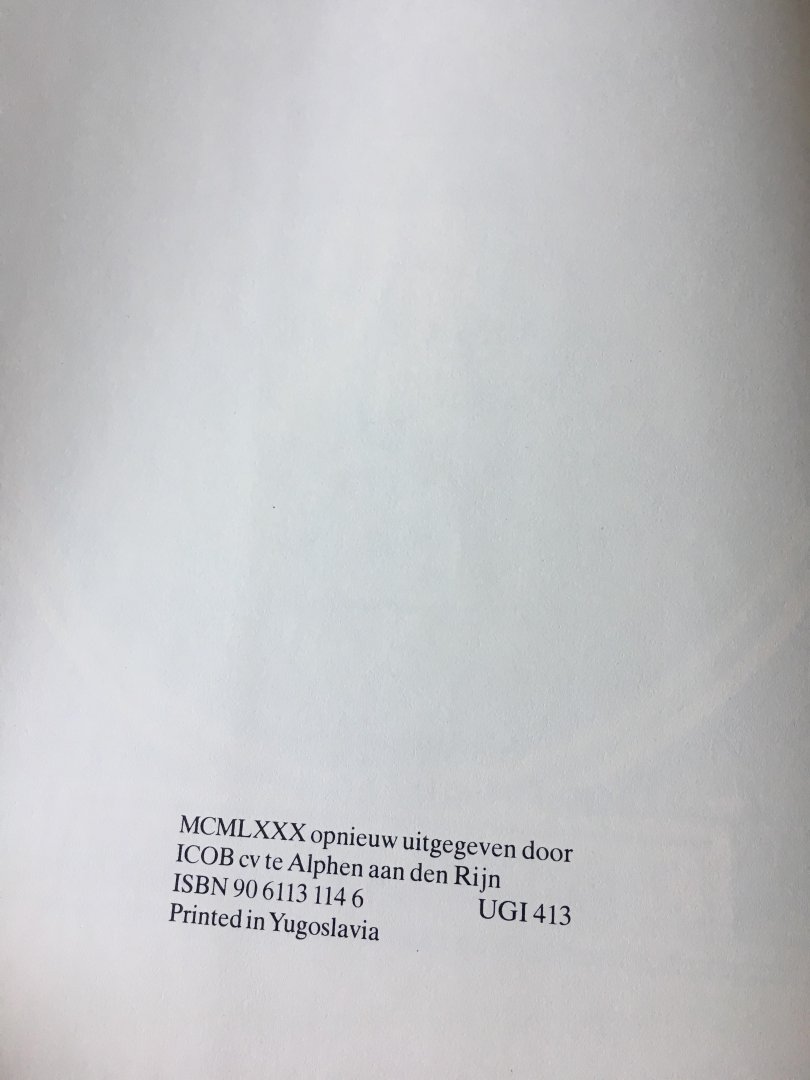 MCMLXXX opnieuw uitgegeven door
ICOB cv te Alphen aan den Rijn
ISBN 90 6113 114 6 UGI 413
Printed in Yugoslavia